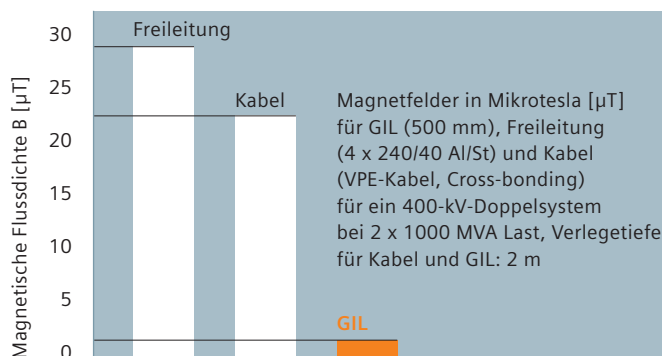 Magnetische Flussdichte B [µT]
30
25
20
15
10
5
0
Freileitung
Kabel
GIL
Magnetfelder in Mikrotesla [µT]
für GIL (500 mm), Freileitung
(4 x 240/40 Al/St) und Kabel
(VPE-Kabel, Cross-bonding)
für ein 400-kV-Doppelsystem
bei 2 x 1000 MVA Last, Verlegetiefe
für Kabel und GIL: 2 m